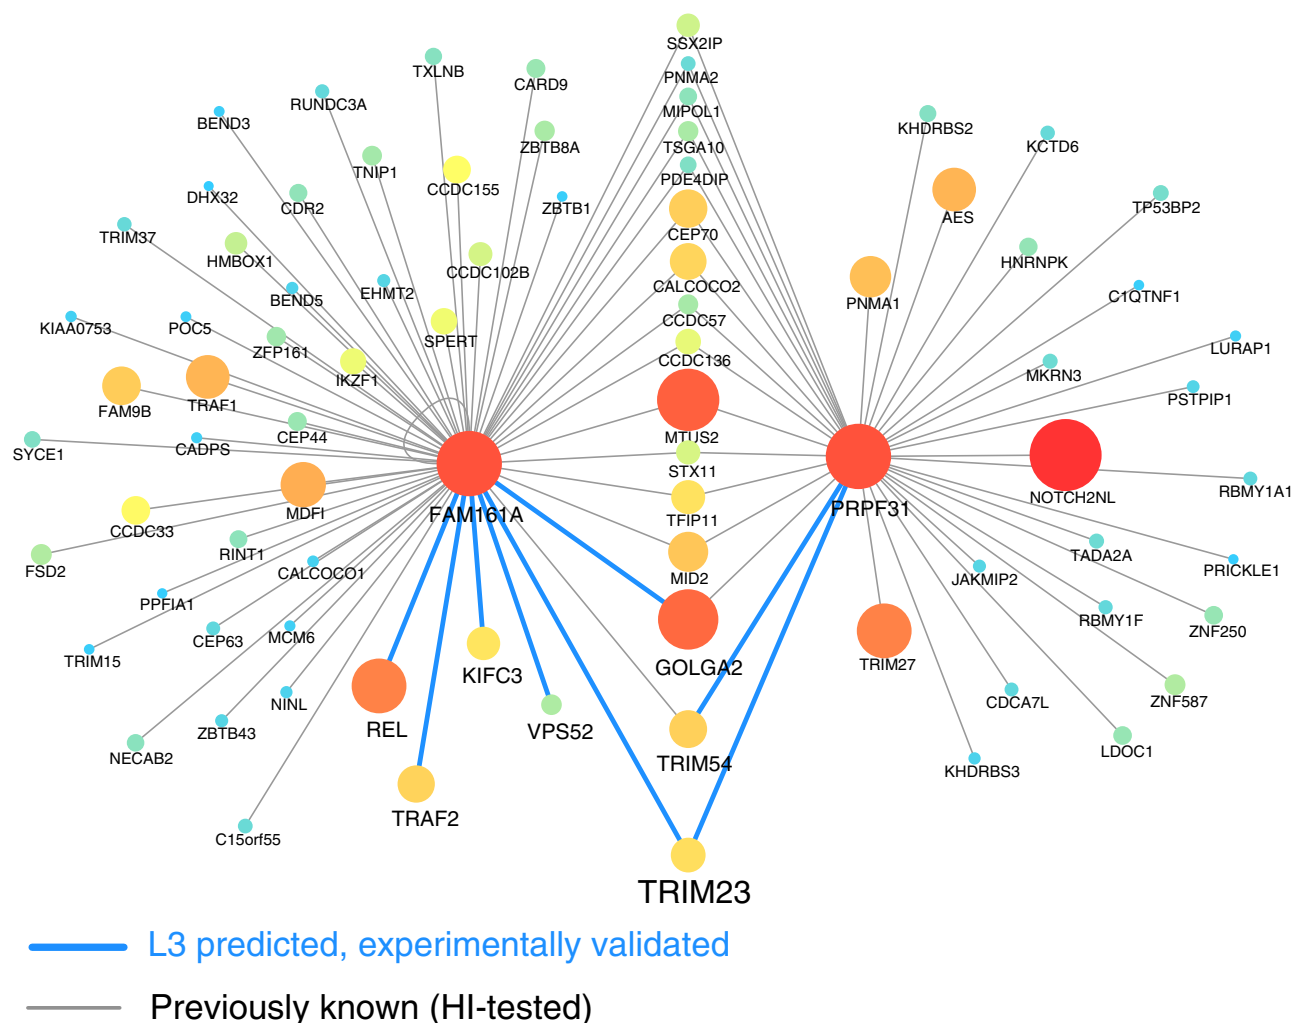 SSX2IP
TXLNB
PNMA2
CARD9
RUNDC3A
MIPOL1
BEND3
KHDRBS2
ZBTB8A
TSGA10
KCTD6
TNIP1
PDE4DIP
CCDC155
DHX32
CDR2
ZBTB1
TP53BP2
AES
CEP70
TRIM37
HMBOX1
CCDC102B
HNRNPK
CALCOCO2
BEND5
EHMT2
C1QTNF1
PNMA1
CCDC57
KIAA0753
POC5
SPERT
LURAP1
ZFP161
CCDC136
IKZF1
MKRN3
PSTPIP1
FAM9B
TRAF1
CEP44
MTUS2
SYCE1
CADPS
STX11
NOTCH2NL
RBMY1A1
MDFI
FAM161A
PRPF31
TFIP11
CCDC33
RINT1
TADA2A
FSD2
CALCOCO1
MID2
JAKMIP2
PRICKLE1
PPFIA1
RBMY1F
ZNF250
CEP63
MCM6
TRIM15
KIFC3
GOLGA2
TRIM27
NINL
CDCA7L
ZNF587
REL
VPS52
ZBTB43
NECAB2
TRIM54
KHDRBS3
LDOC1
TRAF2
C15orf55
TRIM23
L3 predicted, experimentally validated
Previously known (HI-tested)